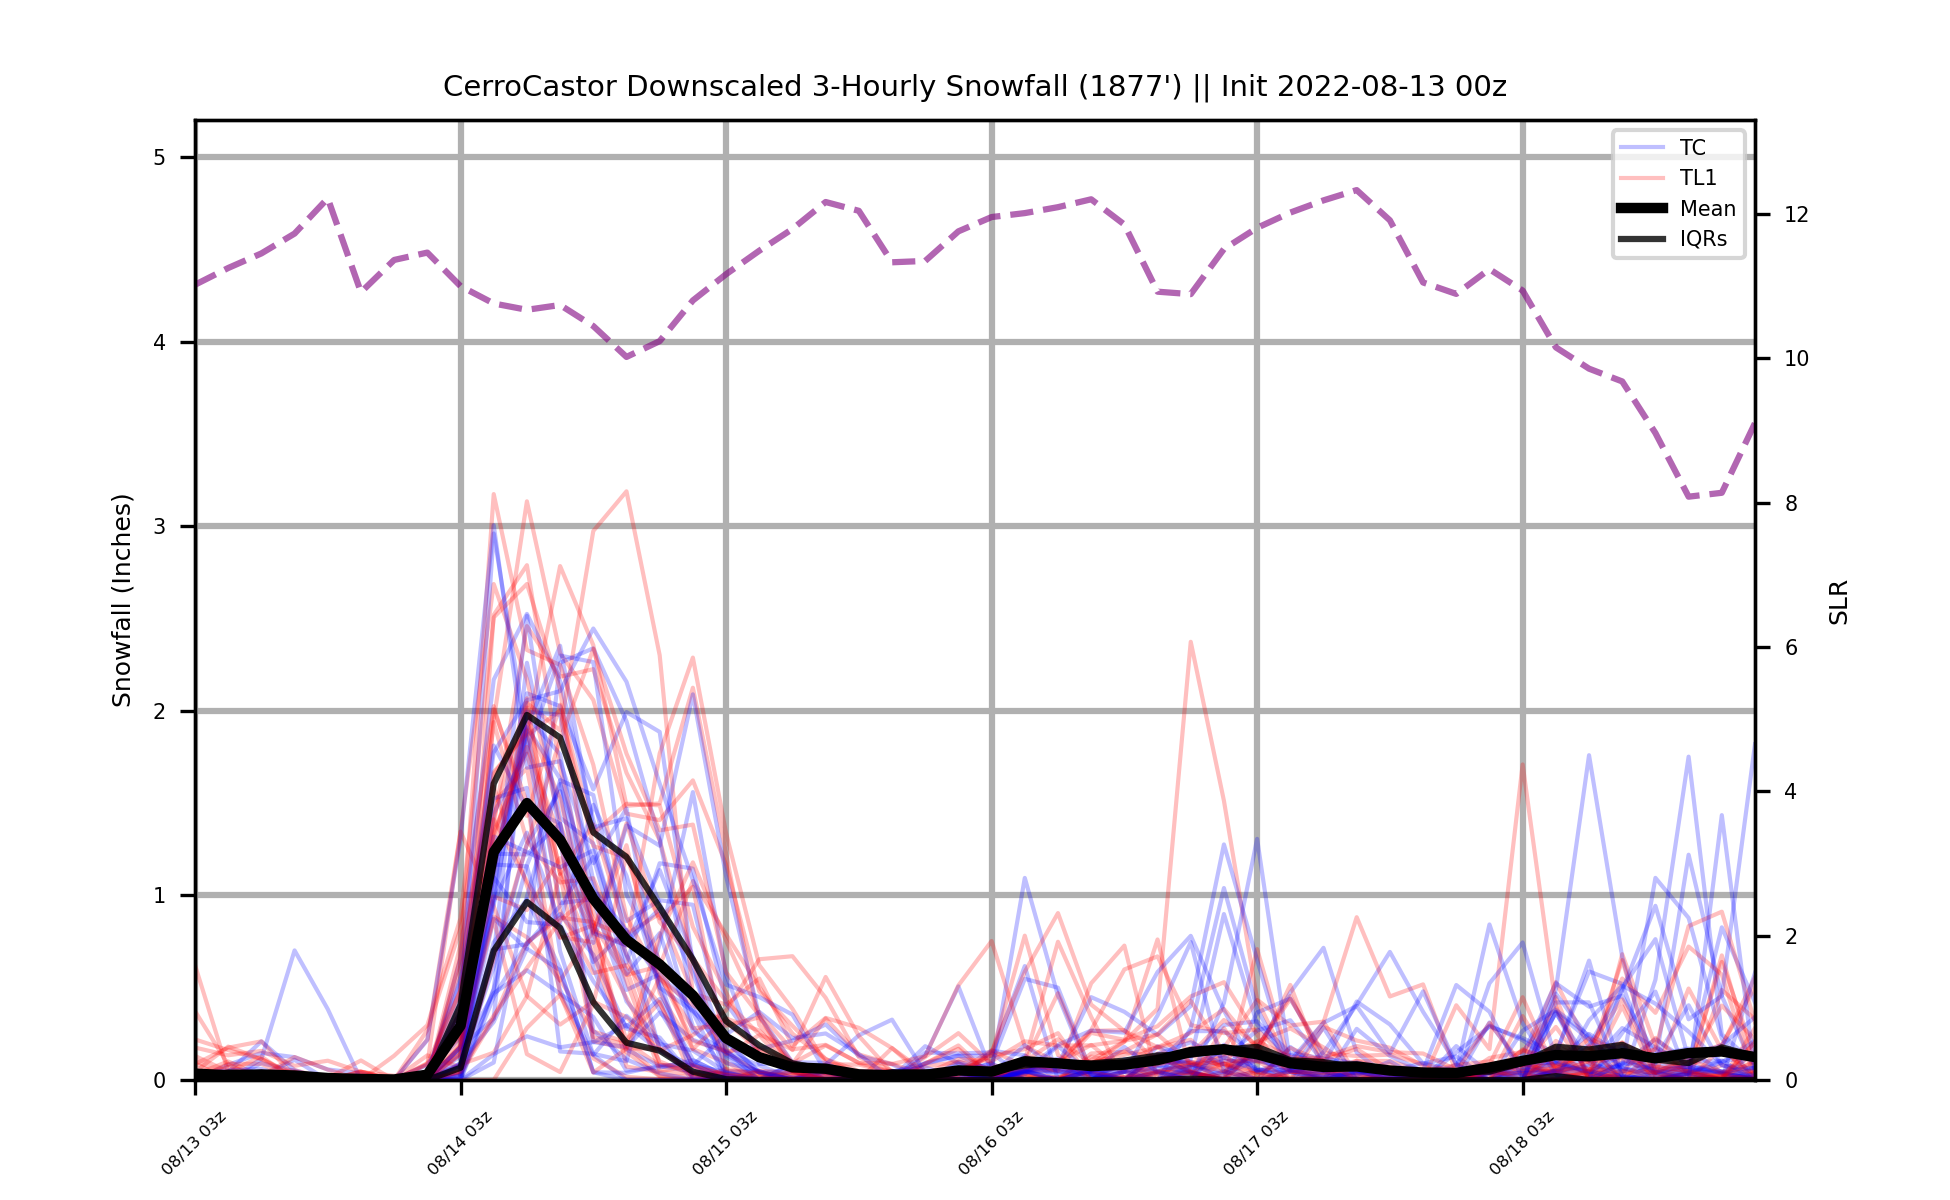 CerroCastor Downscaled 3-Hourly Snowfall (1877') || Init 2022-08-13 00z
TC
TL1
Mean
IQRs
Snowfall (Inches)
5
4
3
2
1
0
SLR
12
10
8
6
4
2
0
08/13 03z
08/14 03z
08/15 03z
08/16 03z
08/17 03z
08/18 03z